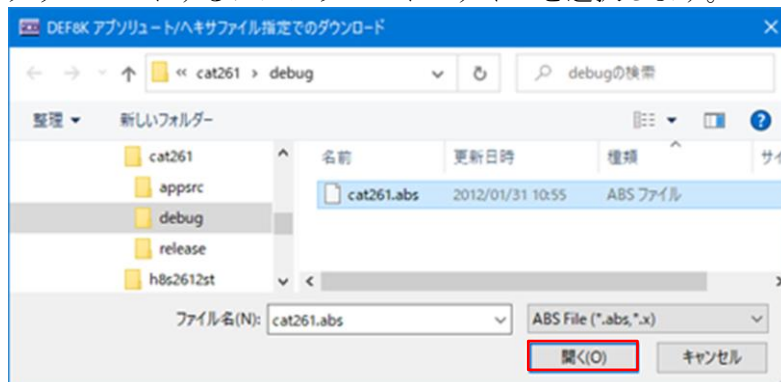 DEF8K アブソリュート/ヘキサファイル指定でのダウンロード
« cat261 › debug
debugの検索
整理
新しいフォルダー
cat261
appsrc
debug
release
h8s2612st
名前 更新日時 種類
cat261.abs 2012/01/31 10:55 ABS ファイル
ファイル名(N): cat261.abs
ABS File (*.abs,*.x)
開く(O)
キャンセル